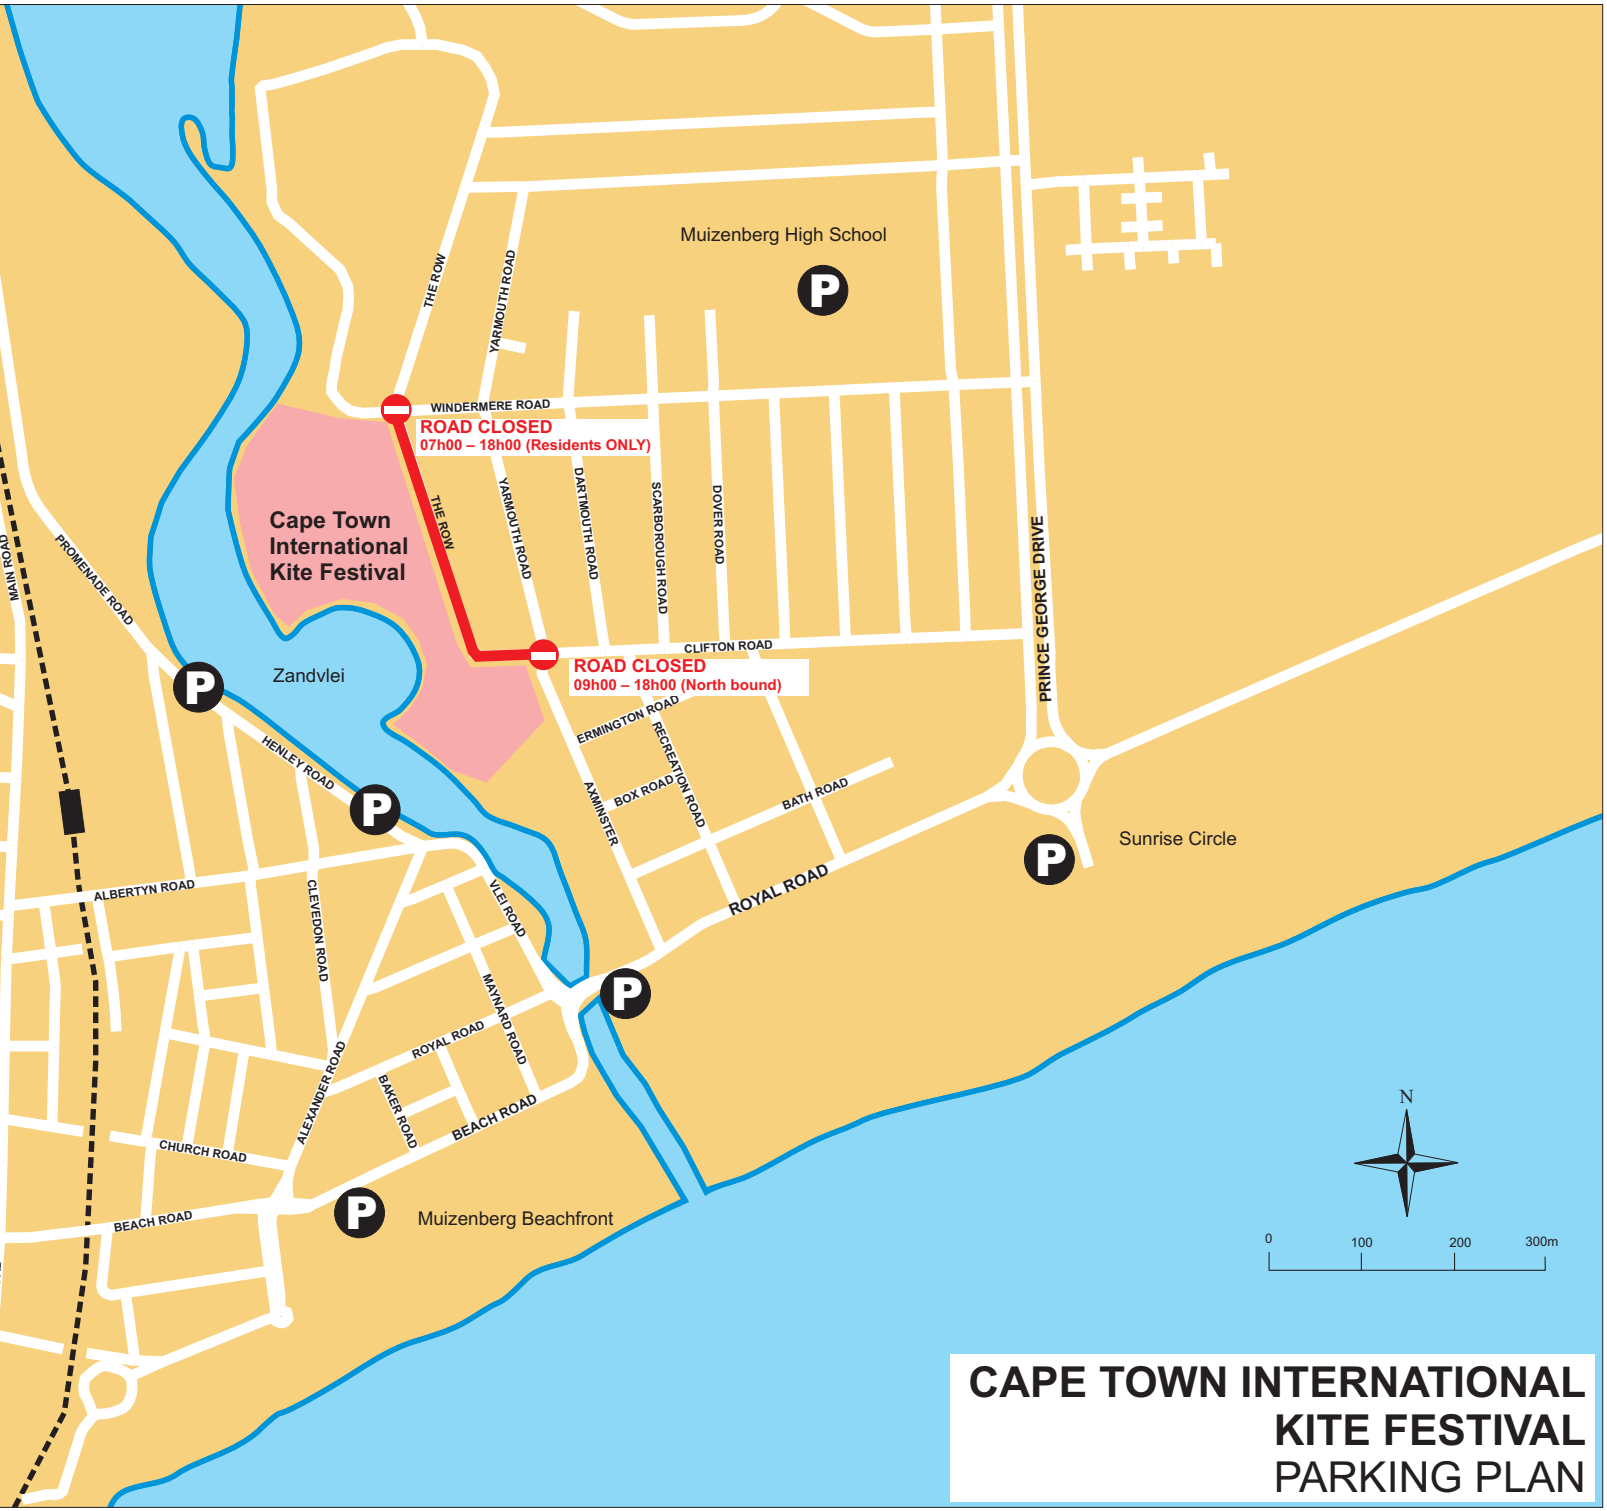 Muizenberg High School
P
THE ROW
YARMOUTH ROAD
WINDERMERE ROAD
ROAD CLOSED
07h00 – 18h00 (Residents ONLY)
Cape Town
International
Kite Festival
THE ROW
YARMOUTH ROAD
DARTMOUTH ROAD
SCARBOROUGH ROAD
DOVER ROAD
PRINCE GEORGE DRIVE
MAIN ROAD
PROMENADE ROAD
CLIFTON ROAD
ROAD CLOSED
09h00 – 18h00 (North bound)
Zandvlei
P
ERMINGTON ROAD
RECREATION ROAD
BOX ROAD
BATH ROAD
AXMINSTER
HENLEY ROAD
P
Sunrise Circle
P
ROYAL ROAD
ALBERTYN ROAD
CLEVEDON ROAD
VLEI ROAD
MAYNARD ROAD
P
ROYAL ROAD
ALEXANDER ROAD
BAKER ROAD
BEACH ROAD
CHURCH ROAD
P
Muizenberg Beachfront
BEACH ROAD
N
0 100 200 300m
CAPE TOWN INTERNATIONAL
KITE FESTIVAL
PARKING PLAN